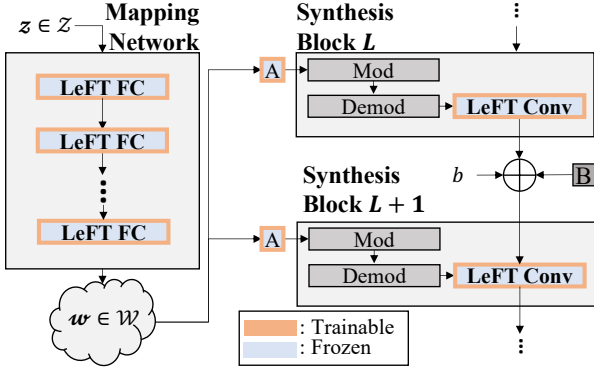 z ∈ 𝒵
Mapping
Network
LeFT FC
LeFT FC
LeFT FC
w ∈ 𝒲
Synthesis
Block L
A
Mod
Demod
LeFT Conv
b
B
Synthesis
Block L + 1
A
Mod
Demod
LeFT Conv
: Trainable
: Frozen